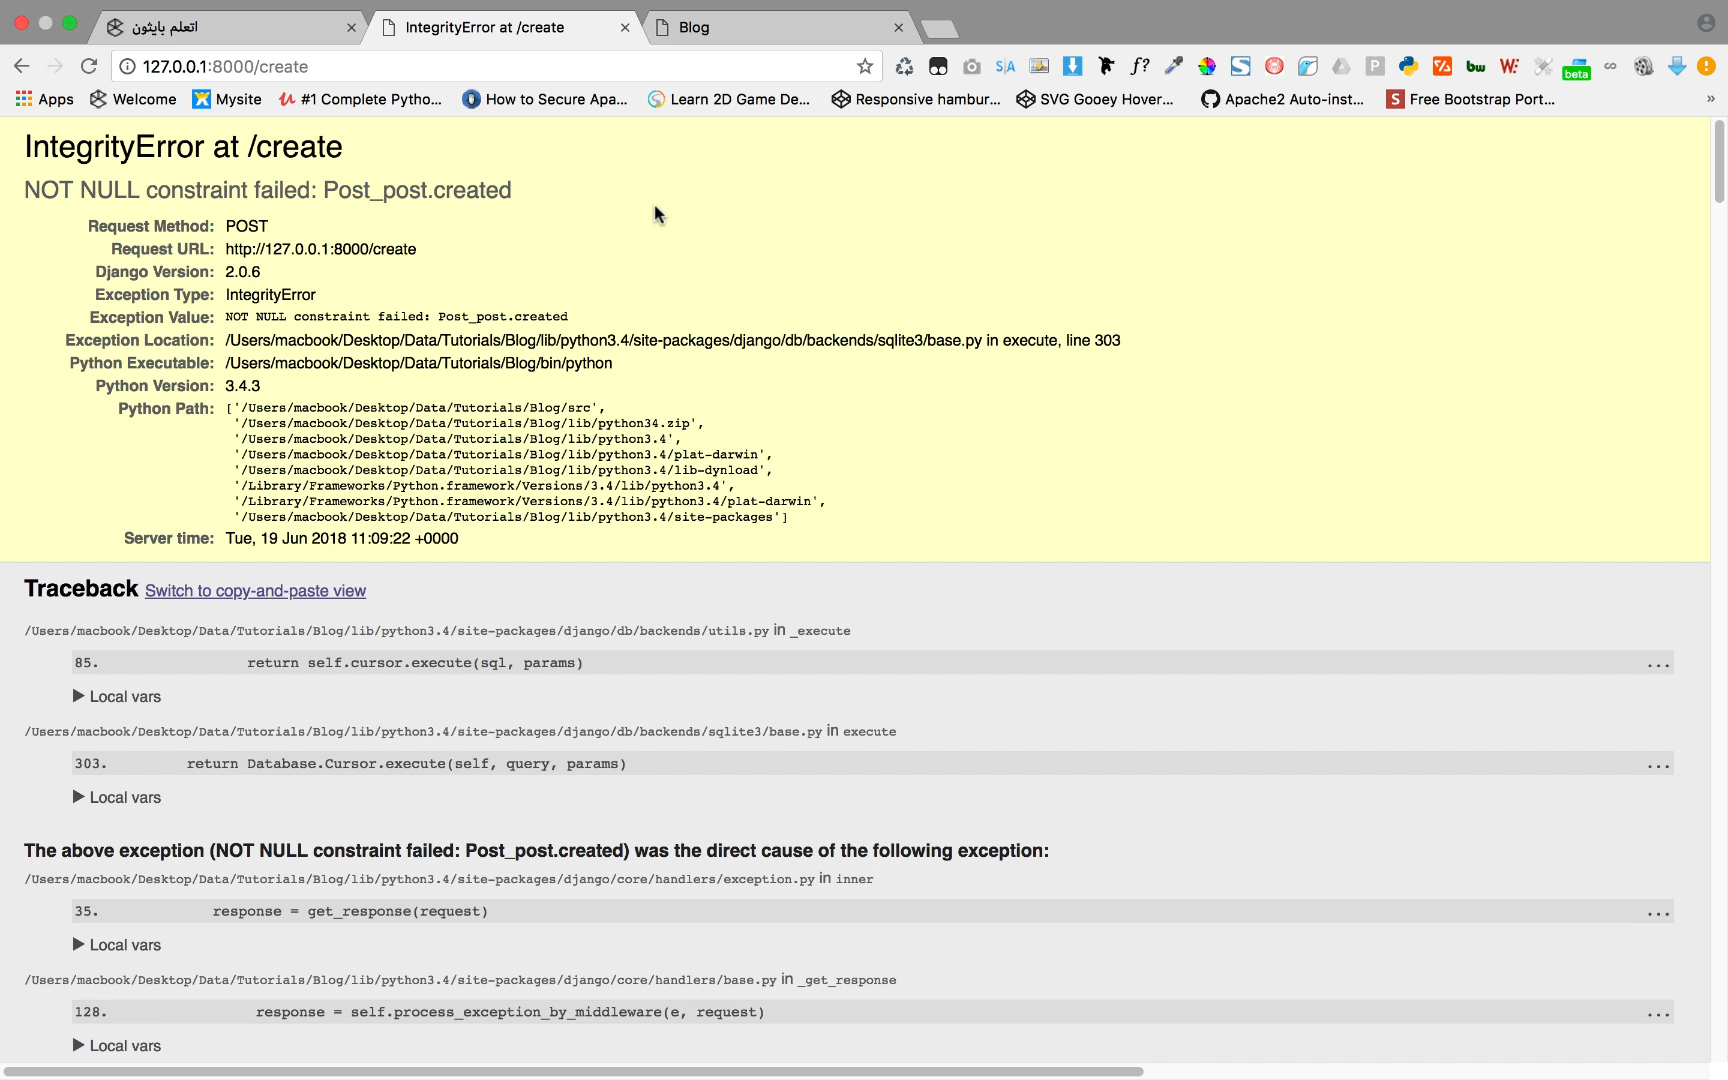 اتعلم بايثون
IntegrityError at /create
Blog
127.0.0.1:8000/create
S|A
f?
P
bw
W:
beta
Apps
Welcome
Mysite
#1 Complete Pytho...
How to Secure Apa...
Learn 2D Game De...
Responsive hambur...
SVG Gooey Hover...
Apache2 Auto-inst...
S Free Bootstrap Port...
»
IntegrityError at /create
NOT NULL constraint failed: Post_post.created
Request Method: POST
Request URL: http://127.0.0.1:8000/create
Django Version: 2.0.6
Exception Type: IntegrityError
Exception Value: NOT NULL constraint failed: Post_post.created
Exception Location: /Users/macbook/Desktop/Data/Tutorials/Blog/lib/python3.4/site-packages/django/db/backends/sqlite3/base.py in execute, line 303
Python Executable: /Users/macbook/Desktop/Data/Tutorials/Blog/bin/python
Python Version: 3.4.3
Python Path: ['/Users/macbook/Desktop/Data/Tutorials/Blog/src',
'/Users/macbook/Desktop/Data/Tutorials/Blog/lib/python34.zip',
'/Users/macbook/Desktop/Data/Tutorials/Blog/lib/python3.4',
'/Users/macbook/Desktop/Data/Tutorials/Blog/lib/python3.4/plat-darwin',
'/Users/macbook/Desktop/Data/Tutorials/Blog/lib/python3.4/lib-dynload',
'/Library/Frameworks/Python.framework/Versions/3.4/lib/python3.4',
'/Library/Frameworks/Python.framework/Versions/3.4/lib/python3.4/plat-darwin',
'/Users/macbook/Desktop/Data/Tutorials/Blog/lib/python3.4/site-packages']
Server time: Tue, 19 Jun 2018 11:09:22 +0000
Traceback Switch to copy-and-paste view
/Users/macbook/Desktop/Data/Tutorials/Blog/lib/python3.4/site-packages/django/db/backends/utils.py in _execute
85. return self.cursor.execute(sql, params) ...
▶ Local vars
/Users/macbook/Desktop/Data/Tutorials/Blog/lib/python3.4/site-packages/django/db/backends/sqlite3/base.py in execute
303. return Database.Cursor.execute(self, query, params) ...
▶ Local vars
The above exception (NOT NULL constraint failed: Post_post.created) was the direct cause of the following exception:
/Users/macbook/Desktop/Data/Tutorials/Blog/lib/python3.4/site-packages/django/core/handlers/exception.py in inner
35. response = get_response(request) ...
▶ Local vars
/Users/macbook/Desktop/Data/Tutorials/Blog/lib/python3.4/site-packages/django/core/handlers/base.py in _get_response
128. response = self.process_exception_by_middleware(e, request) ...
▶ Local vars